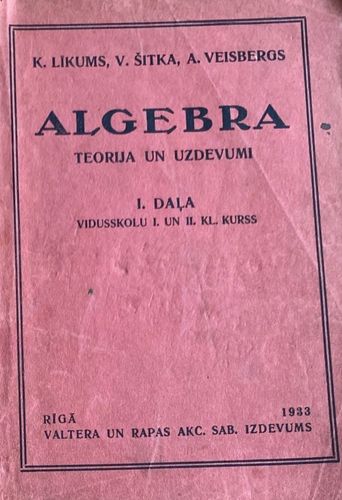 K. LĪKUMS, V. ŠITKA, A. VEISBERGS
ALGEBRA
TEORIJA UN UZDEVUMI
I. DAĻA
VIDUSSKOLU I. UN II. KL. KURSS
RĪGĀ 1933
VALTERA UN RAPAS AKC. SAB. IZDEVUMS